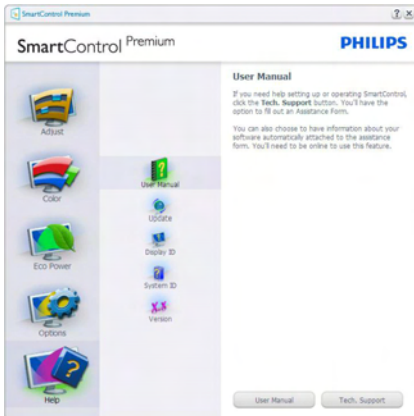 SmartControl Premium
SmartControl Premium
PHILIPS
Adjust
Color
Eco Power
Options
Help
User Manual
Update
Display ID
System ID
Version
User Manual
If you need help setting up or operating SmartControl,
click the Tech. Support button. You'll have the
option to fill out an Assistance Form.
You can also choose to have information about your
software automatically attached to the assistance
form. You'll need to be online to use this feature.
User Manual
Tech. Support